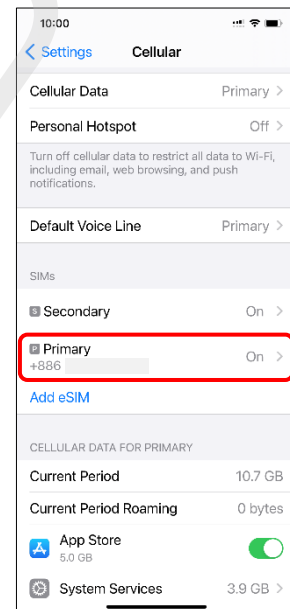 10:00
Settings Cellular
Cellular Data Primary
Personal Hotspot Off
Turn off cellular data to restrict all data to Wi-Fi,
including email, web browsing, and push
notifications.
Default Voice Line Primary
SIMs
S Secondary On
P Primary On
+886
Add eSIM
CELLULAR DATA FOR PRIMARY
Current Period 10.7 GB
Current Period Roaming 0 bytes
App Store
5.0 GB
System Services 3.9 GB